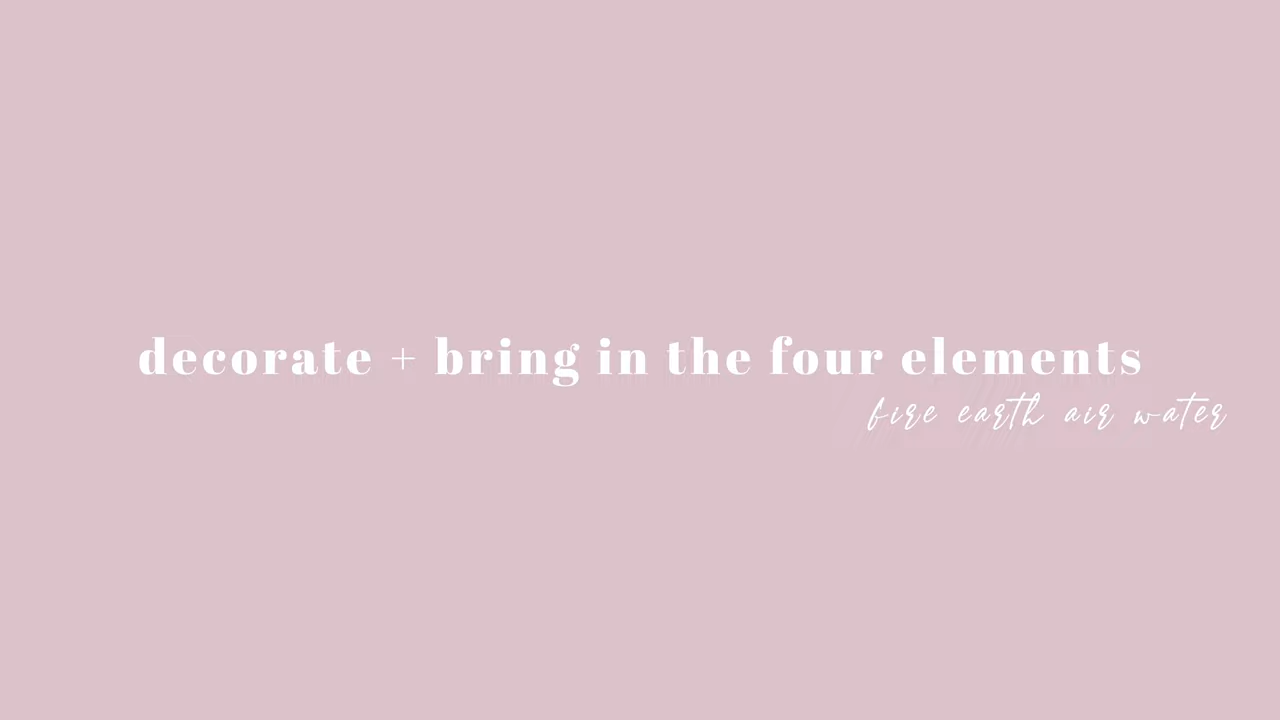 decorate + bring in the four elements
fire earth air water